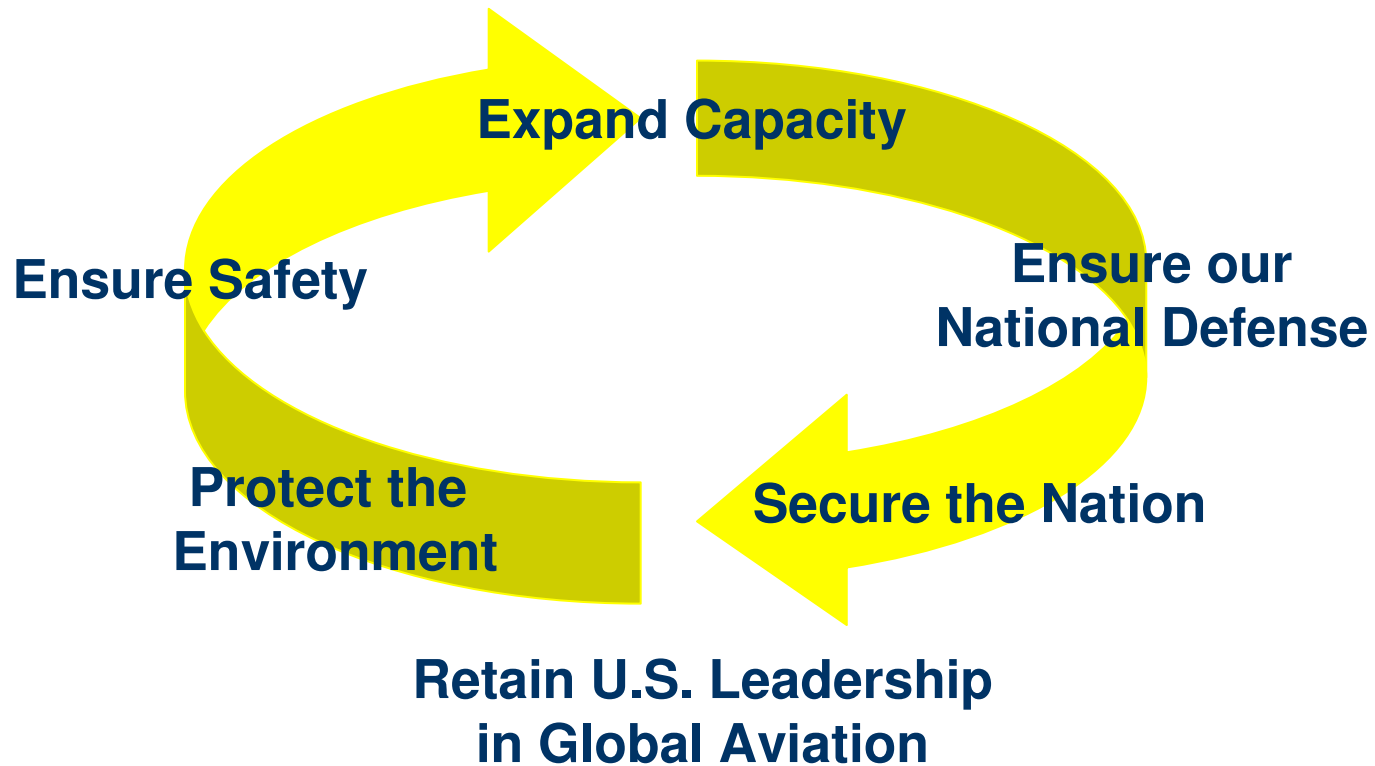 Expand Capacity
Ensure Safety
Ensure our
National Defense
Protect the
Environment
Secure the Nation
Retain U.S. Leadership
in Global Aviation